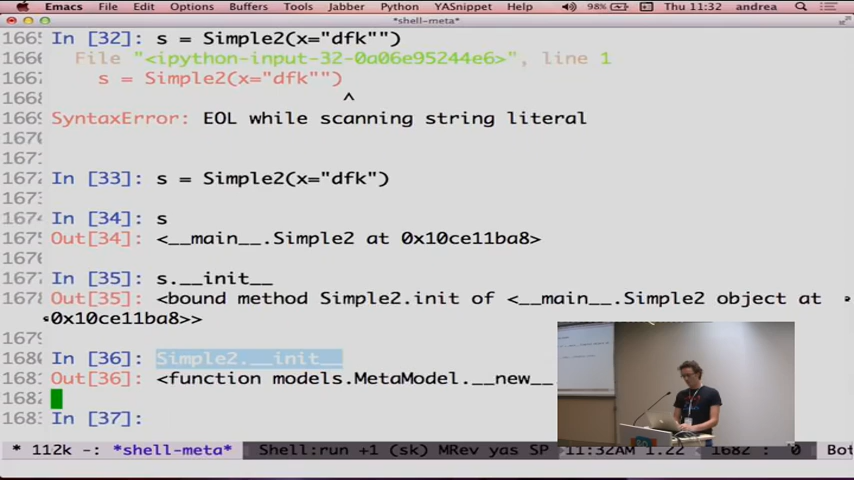 Emacs File Edit Options Buffers Tools Jabber Python YASnippet Help 98% Thu 11:32 andrea
*shell-meta*
1665 In [32]: s = Simple2(x="dfk"")
1666 File "<ipython-input-32-0a06e95244e6>", line 1
1667 s = Simple2(x="dfk"")
1668 ^
1669 SyntaxError: EOL while scanning string literal
1670
1671
1672 In [33]: s = Simple2(x="dfk")
1673
1674 In [34]: s
1675 Out[34]: <__main__.Simple2 at 0x10ce11ba8>
1676
1677 In [35]: s.__init__
1678 Out[35]: <bound method Simple2.init of <__main__.Simple2 object at
0x10ce11ba8>>
1679
1680 In [36]: Simple2.__init__
1681 Out[36]: <function models.MetaModel.__new__
1682
1683 In [37]:
* 112k -: *shell-meta* Shell:run +1 (sk) MRev yas SP 11:32AM 1.22 1682 : 0 Bot